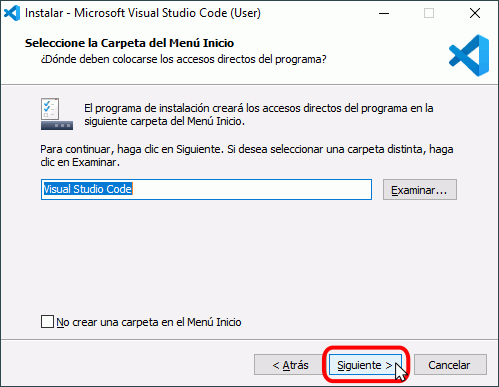 Instalar - Microsoft Visual Studio Code (User)
Seleccione la Carpeta del Menú Inicio
¿Dónde deben colocarse los accesos directos del programa?
El programa de instalación creará los accesos directos del programa en la
siguiente carpeta del Menú Inicio.
Para continuar, haga clic en Siguiente. Si desea seleccionar una carpeta distinta, haga
clic en Examinar.
Visual Studio Code
Examinar...
No crear una carpeta en el Menú Inicio
< Atrás
Siguiente >
Cancelar